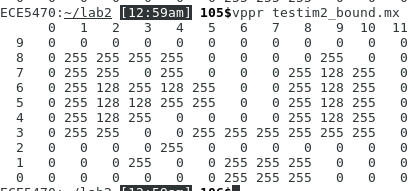 ECE5470:~/lab2 [12:59am] 105$vppr testim2_bound.mx
0 1 2 3 4 5 6 7 8 9 10 11
9 0 0 0 0 0 0 0 0 0 0 0 0
8 0 255 255 255 255 0 0 0 0 255 0 0
7 0 255 255 0 255 0 0 0 255 128 255 0
6 0 255 128 255 128 255 0 0 255 128 255 0
5 0 255 128 128 255 255 0 0 255 128 255 0
4 0 255 128 255 0 0 0 0 255 128 255 0
3 0 255 255 0 0 255 255 255 255 255 255 0
2 0 0 0 0 255 0 0 0 0 0 0 0
1 0 0 0 255 0 0 255 255 255 0 0 0
0 0 0 0 0 0 0 255 255 255 0 0 0